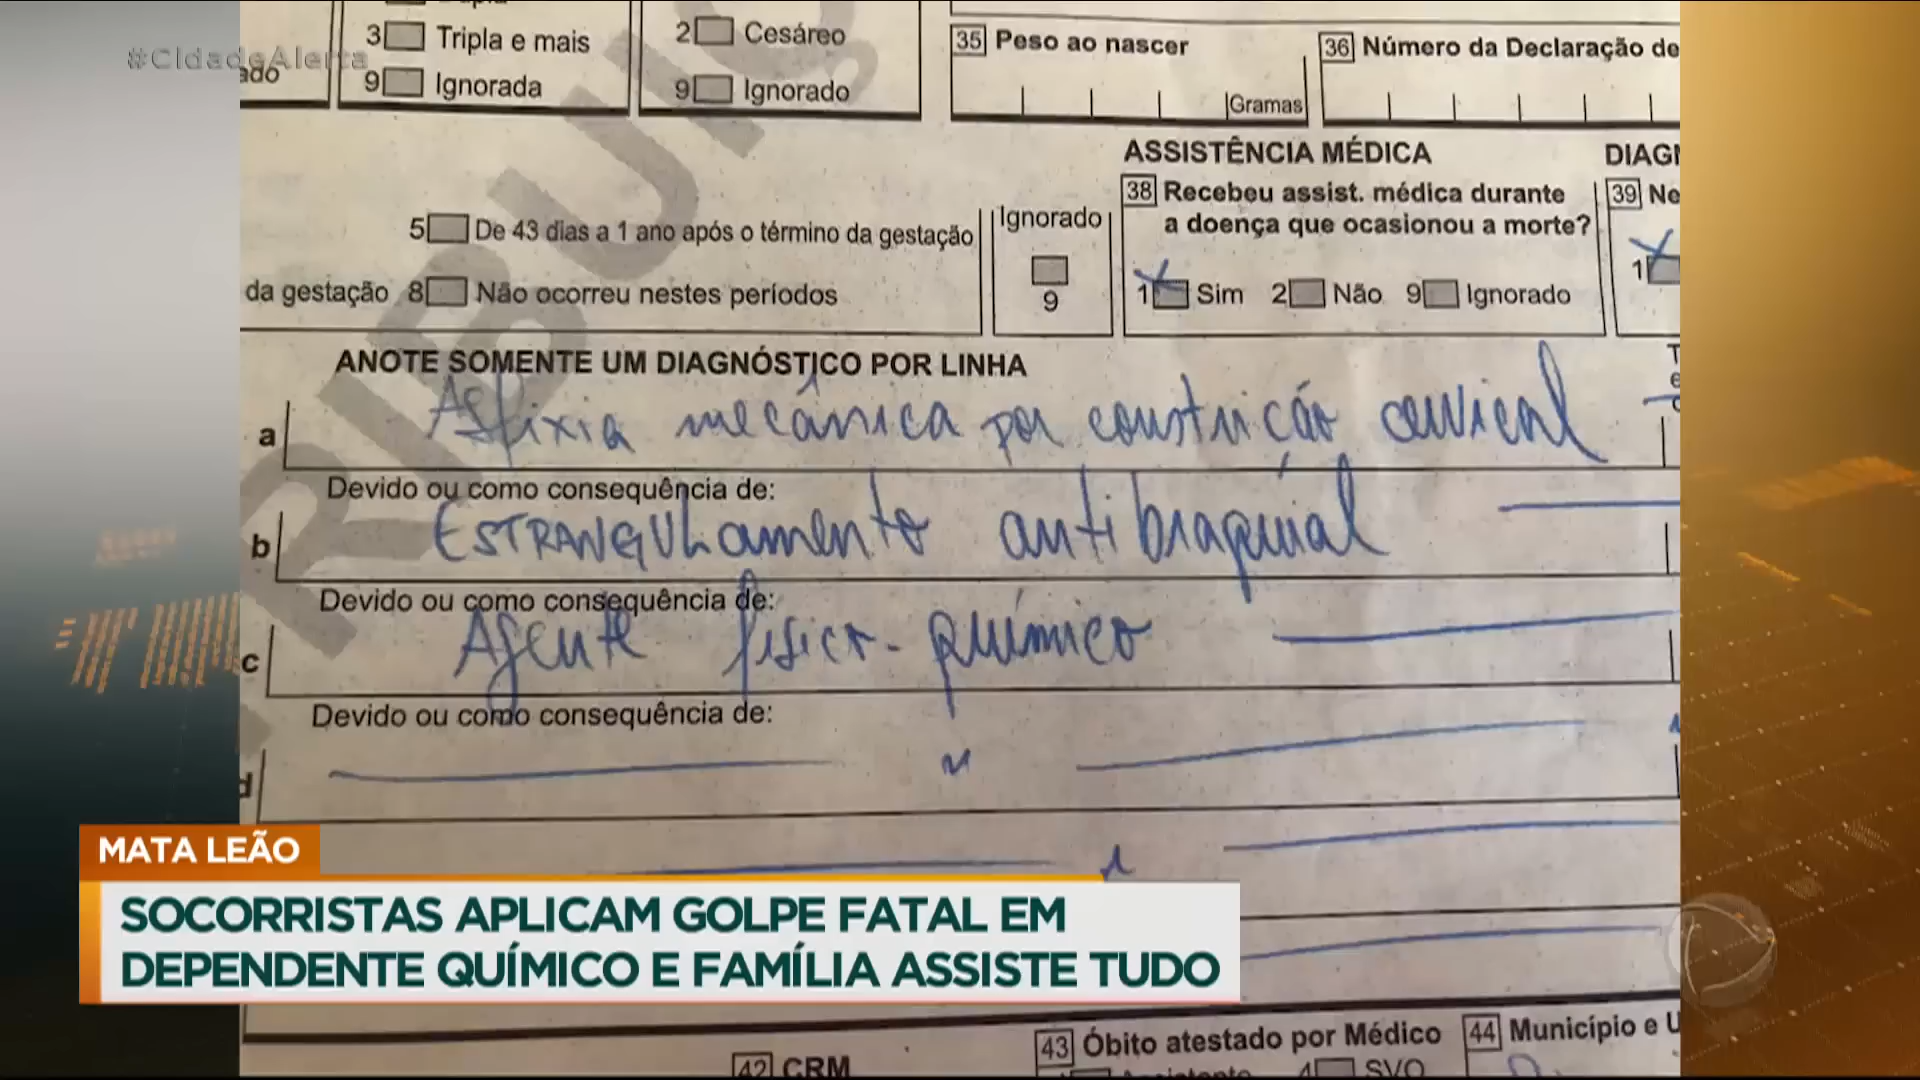 #CidadeAlerta
3 Tripla e mais
9 Ignorada
2 Cesáreo
9 Ignorado
35 Peso ao nascer
Gramas
36 Número da Declaração de
ASSISTÊNCIA MÉDICA
38 Recebeu assist. médica durante
a doença que ocasionou a morte?
1 Sim 2 Não 9 Ignorado
39 Ne
1
5 De 43 dias a 1 ano após o término da gestação
da gestação 8 Não ocorreu nestes períodos
Ignorado
9
ANOTE SOMENTE UM DIAGNÓSTICO POR LINHA
a Asfixia mecânica por constrição cervical
Devido ou como consequência de:
b ESTRANGULamento antibraquial
Devido ou como consequência de:
c Agente físico-químico
Devido ou como consequência de:
d
MATA LEÃO
SOCORRISTAS APLICAM GOLPE FATAL EM
DEPENDENTE QUÍMICO E FAMÍLIA ASSISTE TUDO
42 CRM
43 Óbito atestado por Médico
4 SVO
44 Município e U